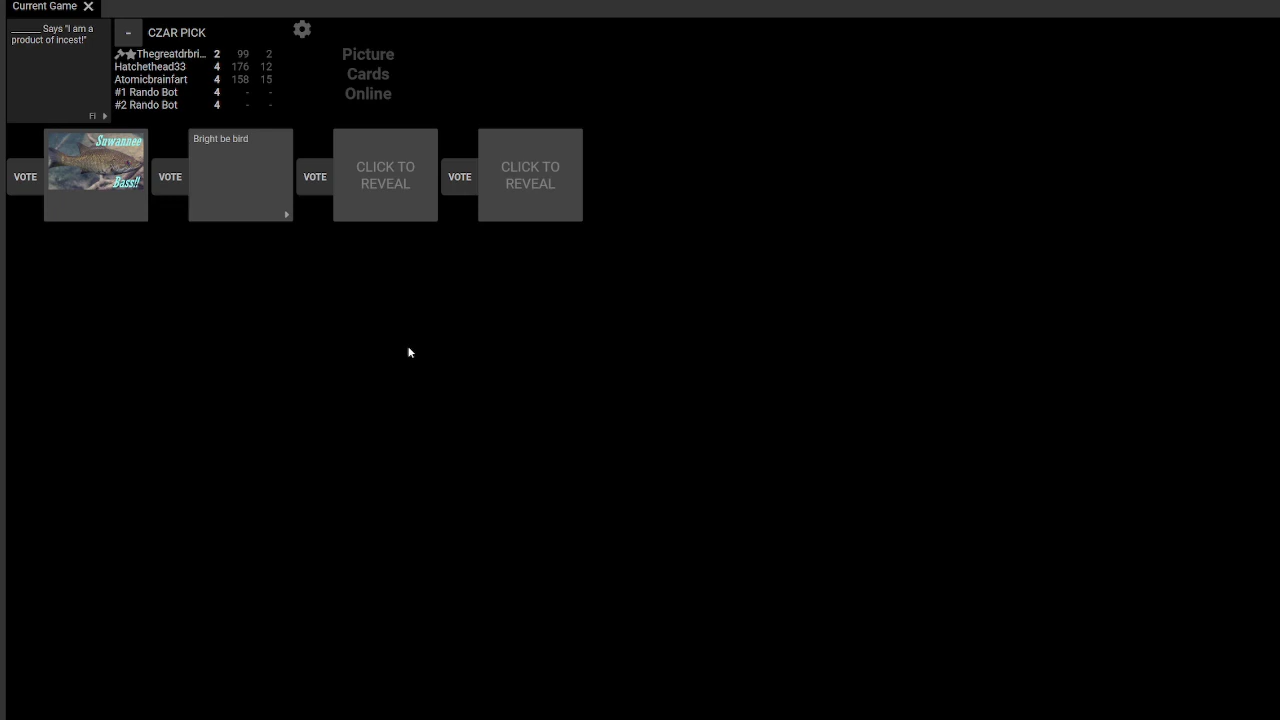 Current Game
______ Says "I am a
product of incest!"
FI
-
CZAR PICK
Thegreatdrbri... 2 99 2
Hatchethead33 4 176 12
Atomicbrainfart 4 158 15
#1 Rando Bot 4 - -
#2 Rando Bot 4 - -
Picture
Cards
Online
VOTE
Suwannee
Bass!!
VOTE
Bright be bird
VOTE
CLICK TO
REVEAL
VOTE
CLICK TO
REVEAL